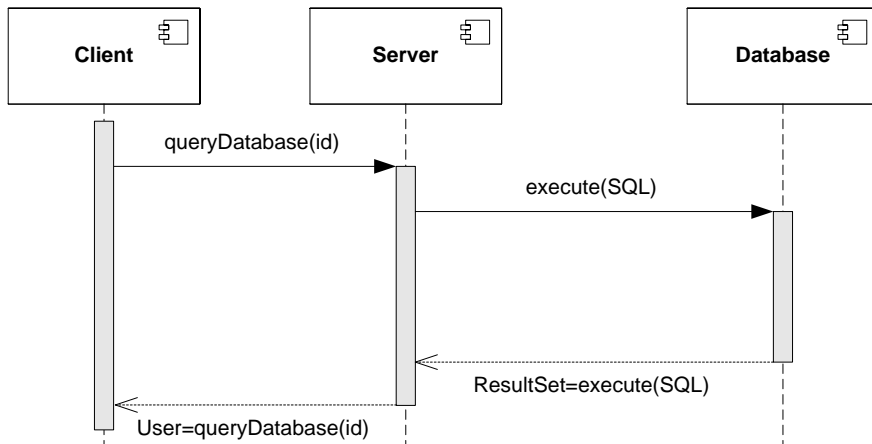 Client
Server
Database
queryDatabase(id)
execute(SQL)
ResultSet=execute(SQL)
User=queryDatabase(id)